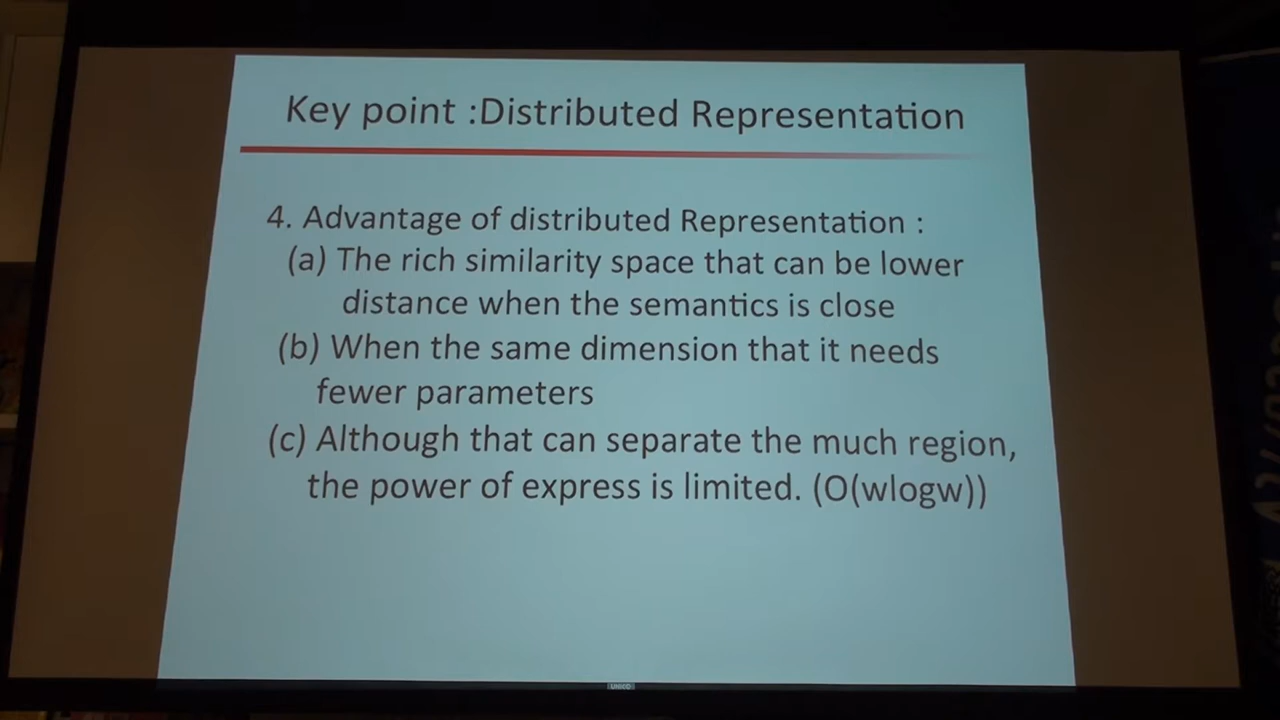 Key point :Distributed Representation
4. Advantage of distributed Representation :
(a) The rich similarity space that can be lower
distance when the semantics is close
(b) When the same dimension that it needs
fewer parameters
(c) Although that can separate the much region,
the power of express is limited. (O(wlogw))